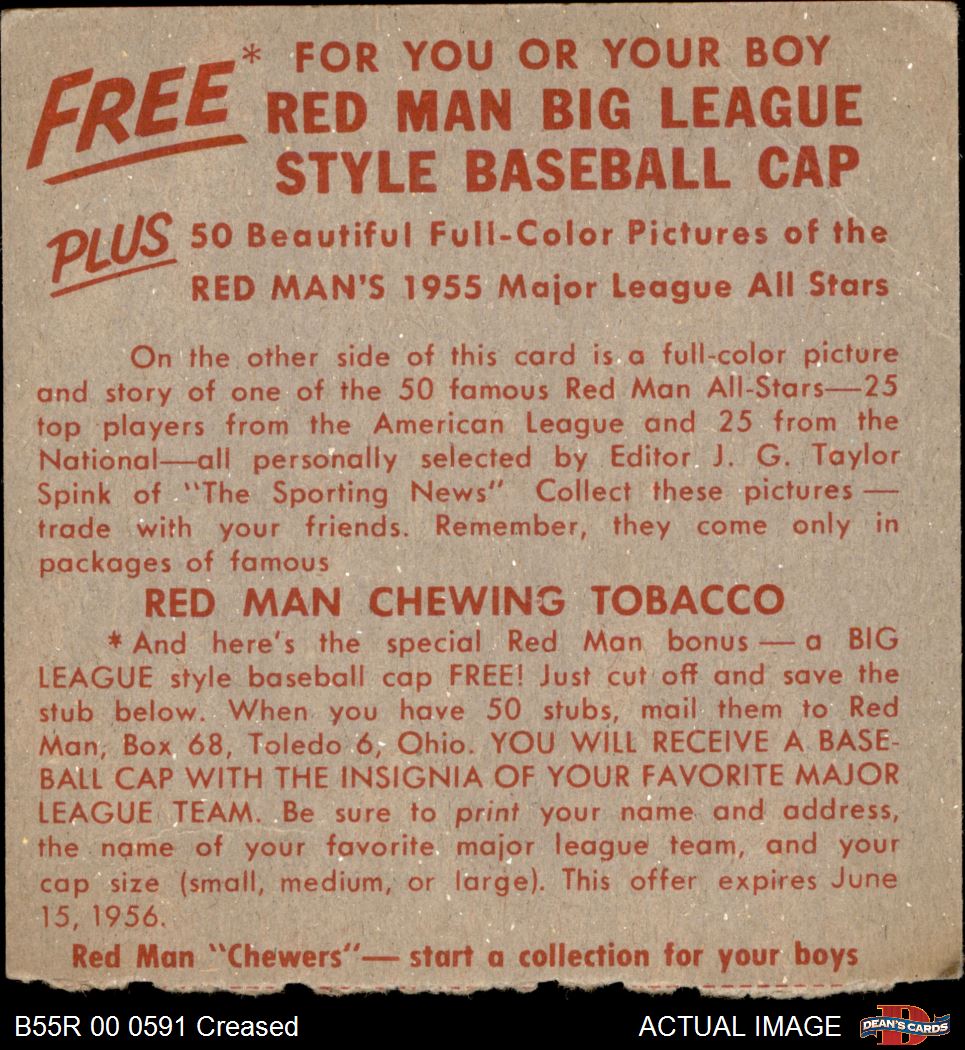 FREE* FOR YOU OR YOUR BOY
RED MAN BIG LEAGUE
STYLE BASEBALL CAP
PLUS 50 Beautiful Full-Color Pictures of the
RED MAN'S 1955 Major League All Stars
On the other side of this card is a full-color picture
and story of one of the 50 famous Red Man All-Stars—25
top players from the American League and 25 from the
National—all personally selected by Editor J. G. Taylor
Spink of "The Sporting News" Collect these pictures —
trade with your friends. Remember, they come only in
packages of famous
RED MAN CHEWING TOBACCO
* And here's the special Red Man bonus — a BIG
LEAGUE style baseball cap FREE! Just cut off and save the
stub below. When you have 50 stubs, mail them to Red
Man, Box 68, Toledo 6, Ohio. YOU WILL RECEIVE A BASE-
BALL CAP WITH THE INSIGNIA OF YOUR FAVORITE MAJOR
LEAGUE TEAM. Be sure to print your name and address,
the name of your favorite major league team, and your
cap size (small, medium, or large). This offer expires June
15, 1956.
Red Man "Chewers"— start a collection for your boys
B55R 00 0591 Creased
ACTUAL IMAGE
D
DEAN'S CARDS